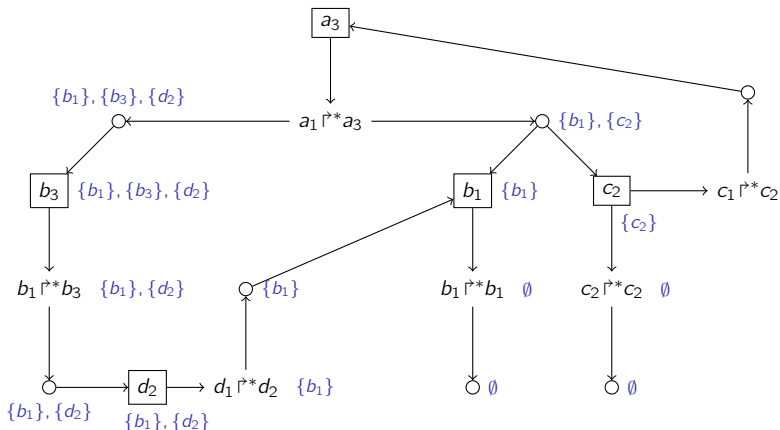 a₃
{b₁}, {b₃}, {d₂}
a₁ ↱* a₃
{b₁}, {c₂}
b₃ {b₁}, {b₃}, {d₂}
b₁ {b₁}
c₂
c₁ ↱* c₂
{c₂}
b₁ ↱* b₃ {b₁}, {d₂}
{b₁}
b₁ ↱* b₁ ∅
c₂ ↱* c₂ ∅
{b₁}, {d₂}
d₂
{b₁}, {d₂}
d₁ ↱* d₂ {b₁}
∅
∅